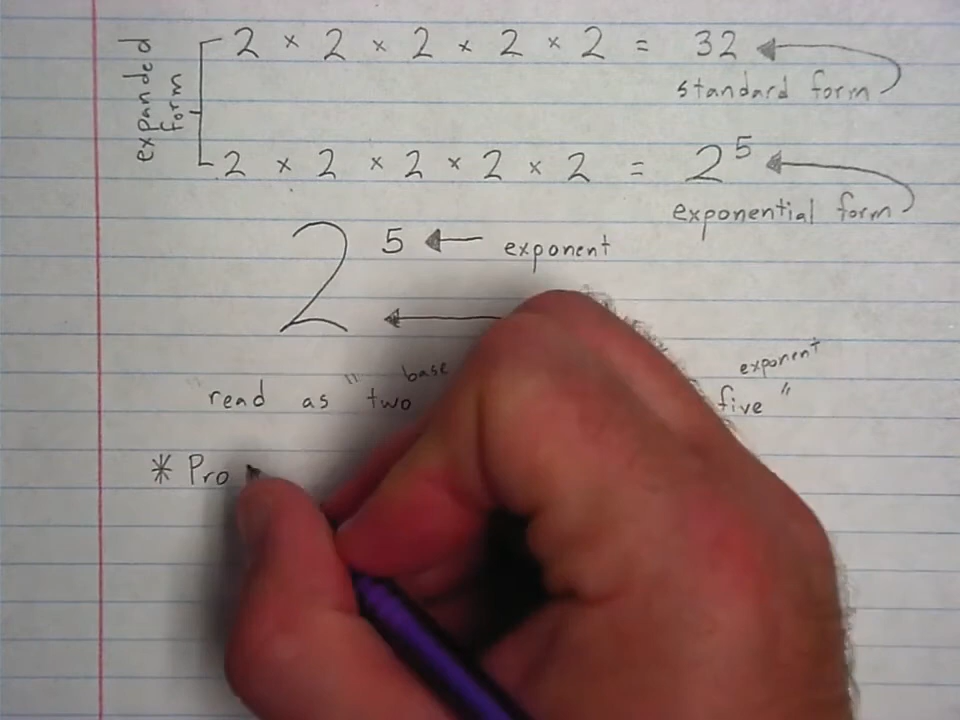 expanded form
2 × 2 × 2 × 2 × 2 = 32
standard form
2 × 2 × 2 × 2 × 2 = 2⁵
exponential form
2⁵ exponent
base exponent
"read as "two five"
* Pro